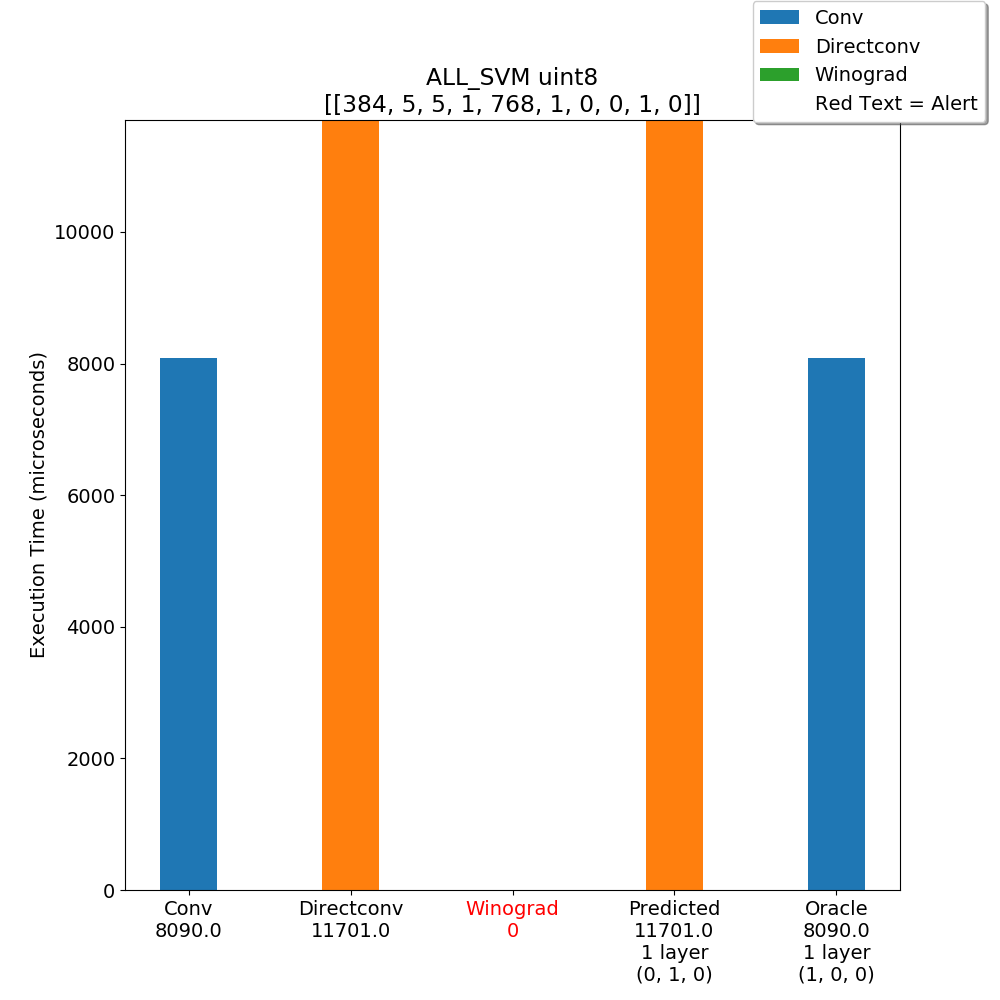 Conv
Directconv
Winograd
Red Text = Alert
ALL_SVM uint8
[[384, 5, 5, 1, 768, 1, 0, 0, 1, 0]]
Execution Time (microseconds)
10000
8000
6000
4000
2000
0
Conv
8090.0
Directconv
11701.0
Winograd
0
Predicted
11701.0
1 layer
(0, 1, 0)
Oracle
8090.0
1 layer
(1, 0, 0)